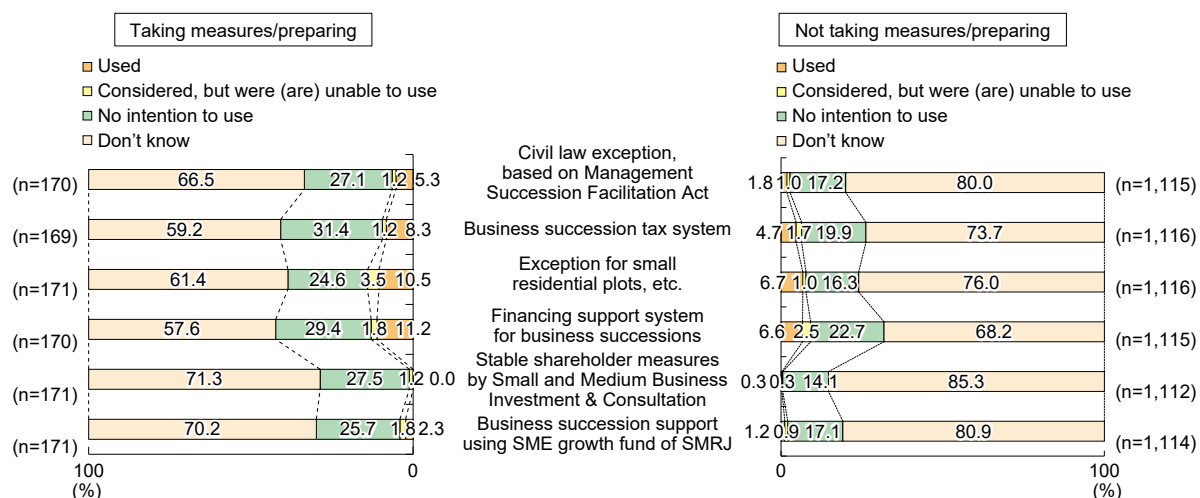 Taking measures/preparing
Used
Considered, but were (are) unable to use
No intention to use
Don't know
Not taking measures/preparing
Used
Considered, but were (are) unable to use
No intention to use
Don't know
(n=170) 66.5 27.1 1.2 5.3
Civil law exception,
based on Management
Succession Facilitation Act
1.8 1.0 17.2 80.0 (n=1,115)
(n=169) 59.2 31.4 1.2 8.3
Business succession tax system
4.7 1.7 19.9 73.7 (n=1,116)
(n=171) 61.4 24.6 3.5 10.5
Exception for small
residential plots, etc.
6.7 1.0 16.3 76.0 (n=1,116)
(n=170) 57.6 29.4 1.8 11.2
Financing support system
for business successions
6.6 2.5 22.7 68.2 (n=1,115)
(n=171) 71.3 27.5 1.2 0.0
Stable shareholder measures
by Small and Medium Business
Investment & Consultation
0.3 0.3 14.1 85.3 (n=1,112)
(n=171) 70.2 25.7 1.8 2.3
Business succession support
using SME growth fund of SMRJ
1.2 0.9 17.1 80.9 (n=1,114)
100 0
(%)
0 100
(%)